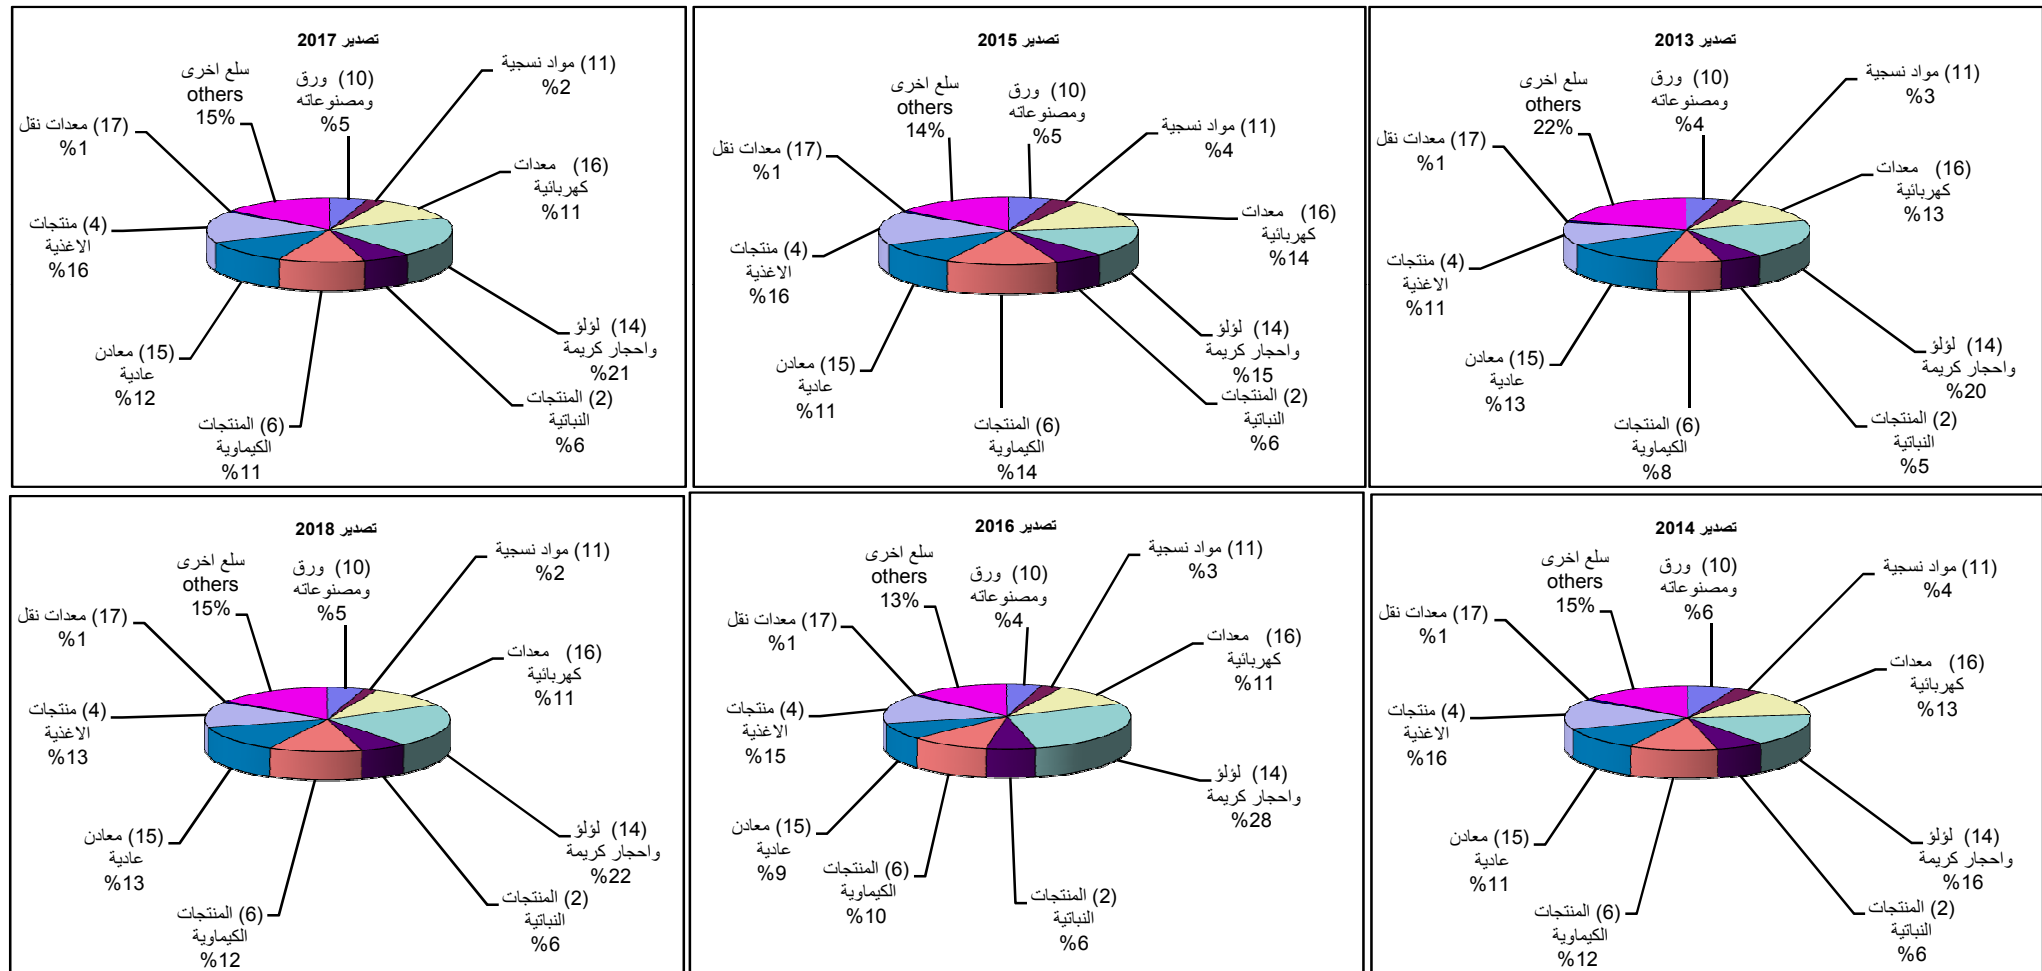 تصدير 2013
(11) مواد نسجية
%3
(10) ورق
ومصنوعاته
%4
سلع اخرى
others
22%
(17) معدات نقل
%1
(16) معدات
كهربائية
%13
(4) منتجات
الاغذية
%11
(14) لؤلؤ
واحجار كريمة
%20
(15) معادن
عادية
%13
(2) المنتجات
النباتية
%5
(6) المنتجات
الكيماوية
%8
تصدير 2015
(11) مواد نسجية
%4
(10) ورق
ومصنوعاته
%5
سلع اخرى
others
14%
(17) معدات نقل
%1
(16) معدات
كهربائية
%14
(4) منتجات
الاغذية
%16
(14) لؤلؤ
واحجار كريمة
%15
(15) معادن
عادية
%11
(2) المنتجات
النباتية
%6
(6) المنتجات
الكيماوية
%14
تصدير 2017
(11) مواد نسجية
%2
(10) ورق
ومصنوعاته
%5
سلع اخرى
others
15%
(17) معدات نقل
%1
(16) معدات
كهربائية
%11
(4) منتجات
الاغذية
%16
(14) لؤلؤ
واحجار كريمة
%21
(15) معادن
عادية
%12
(2) المنتجات
النباتية
%6
(6) المنتجات
الكيماوية
%11
تصدير 2014
(11) مواد نسجية
%4
(10) ورق
ومصنوعاته
%6
سلع اخرى
others
15%
(17) معدات نقل
%1
(16) معدات
كهربائية
%13
(4) منتجات
الاغذية
%16
(14) لؤلؤ
واحجار كريمة
%16
(15) معادن
عادية
%11
(2) المنتجات
النباتية
%6
(6) المنتجات
الكيماوية
%12
تصدير 2016
(11) مواد نسجية
%3
(10) ورق
ومصنوعاته
%4
سلع اخرى
others
13%
(17) معدات نقل
%1
(16) معدات
كهربائية
%11
(4) منتجات
الاغذية
%15
(14) لؤلؤ
واحجار كريمة
%28
(15) معادن
عادية
%9
(2) المنتجات
النباتية
%6
(6) المنتجات
الكيماوية
%10
تصدير 2018
(11) مواد نسجية
%2
(10) ورق
ومصنوعاته
%5
سلع اخرى
others
15%
(17) معدات نقل
%1
(16) معدات
كهربائية
%11
(4) منتجات
الاغذية
%13
(14) لؤلؤ
واحجار كريمة
%22
(15) معادن
عادية
%13
(2) المنتجات
النباتية
%6
(6) المنتجات
الكيماوية
%12